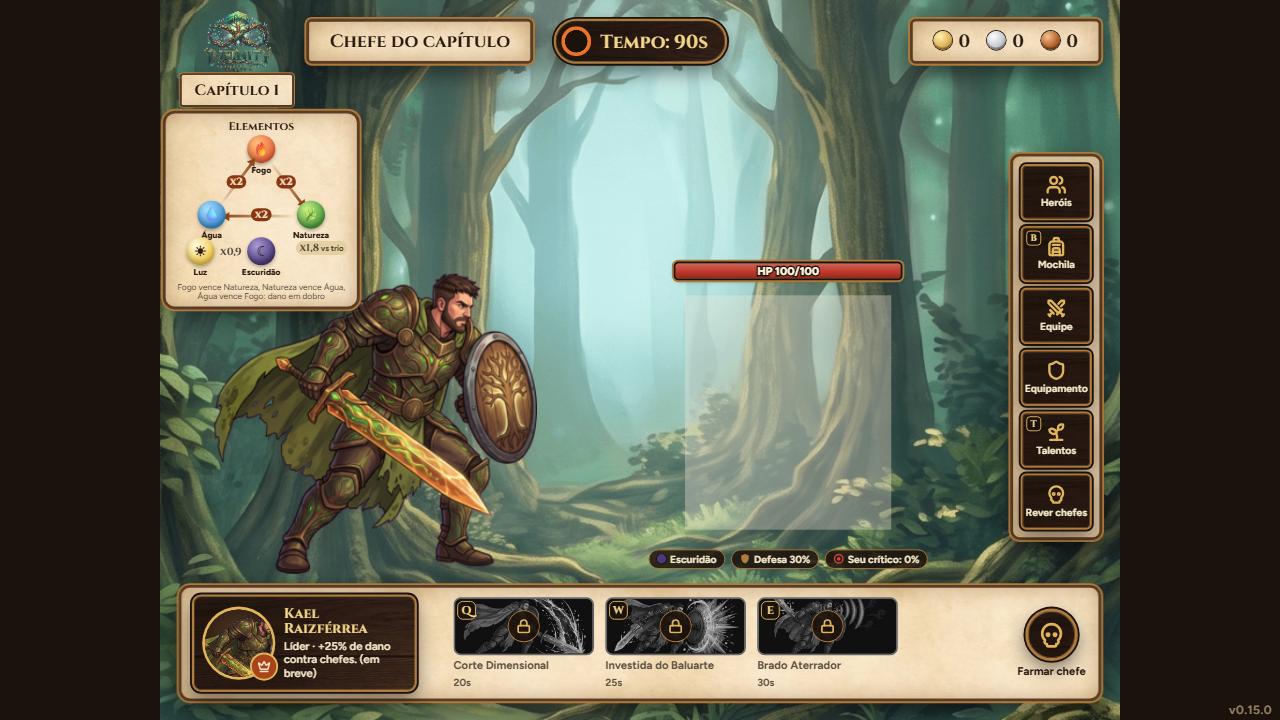 CHEFE DO CAPÍTULO
TEMPO: 90S
0
0
0
CAPÍTULO 1
ELEMENTOS
Fogo
X2
X2
X2
Água
Natureza
X1,8 vs trio
X0,9
Luz
Escuridão
Fogo vence Natureza, Natureza vence Água,
Água vence Fogo: dano em dobro
HP 100/100
Heróis
B
Mochila
Equipe
Equipamento
T
Talentos
Rever chefes
Escuridão
Defesa 30%
Seu crítico: 0%
KAEL
RAIZFÉRREA
Líder · +25% de dano
contra chefes. (em
breve)
Q
Corte Dimensional
20s
W
Investida do Baluarte
25s
E
Brado Aterrador
30s
Farmar chefe
v0.15.0